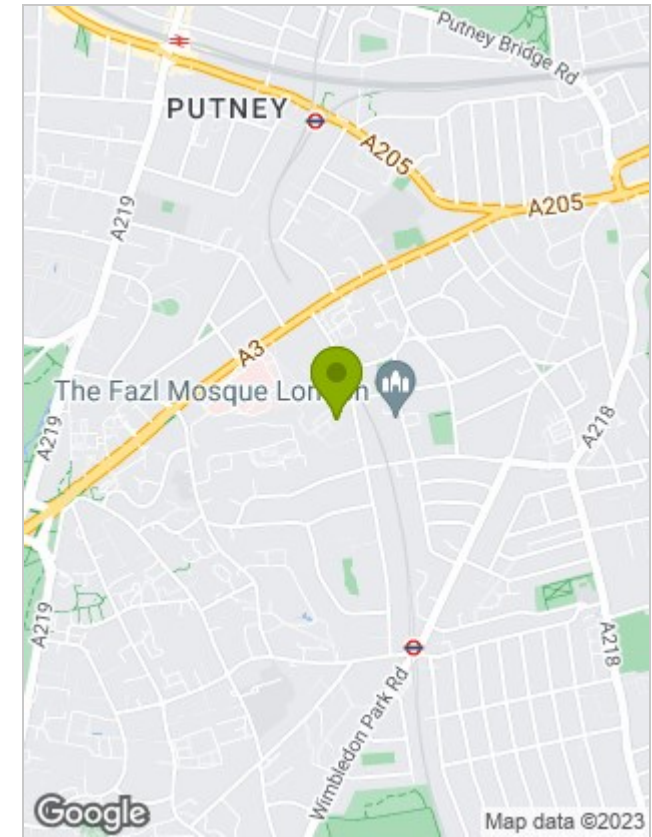 Putney Bridge Rd
PUTNEY
A205
A205
A219
A3
The Fazl Mosque London
A219
A218
A219
A218
Wimbledon Park Rd
Google
Map data ©2023